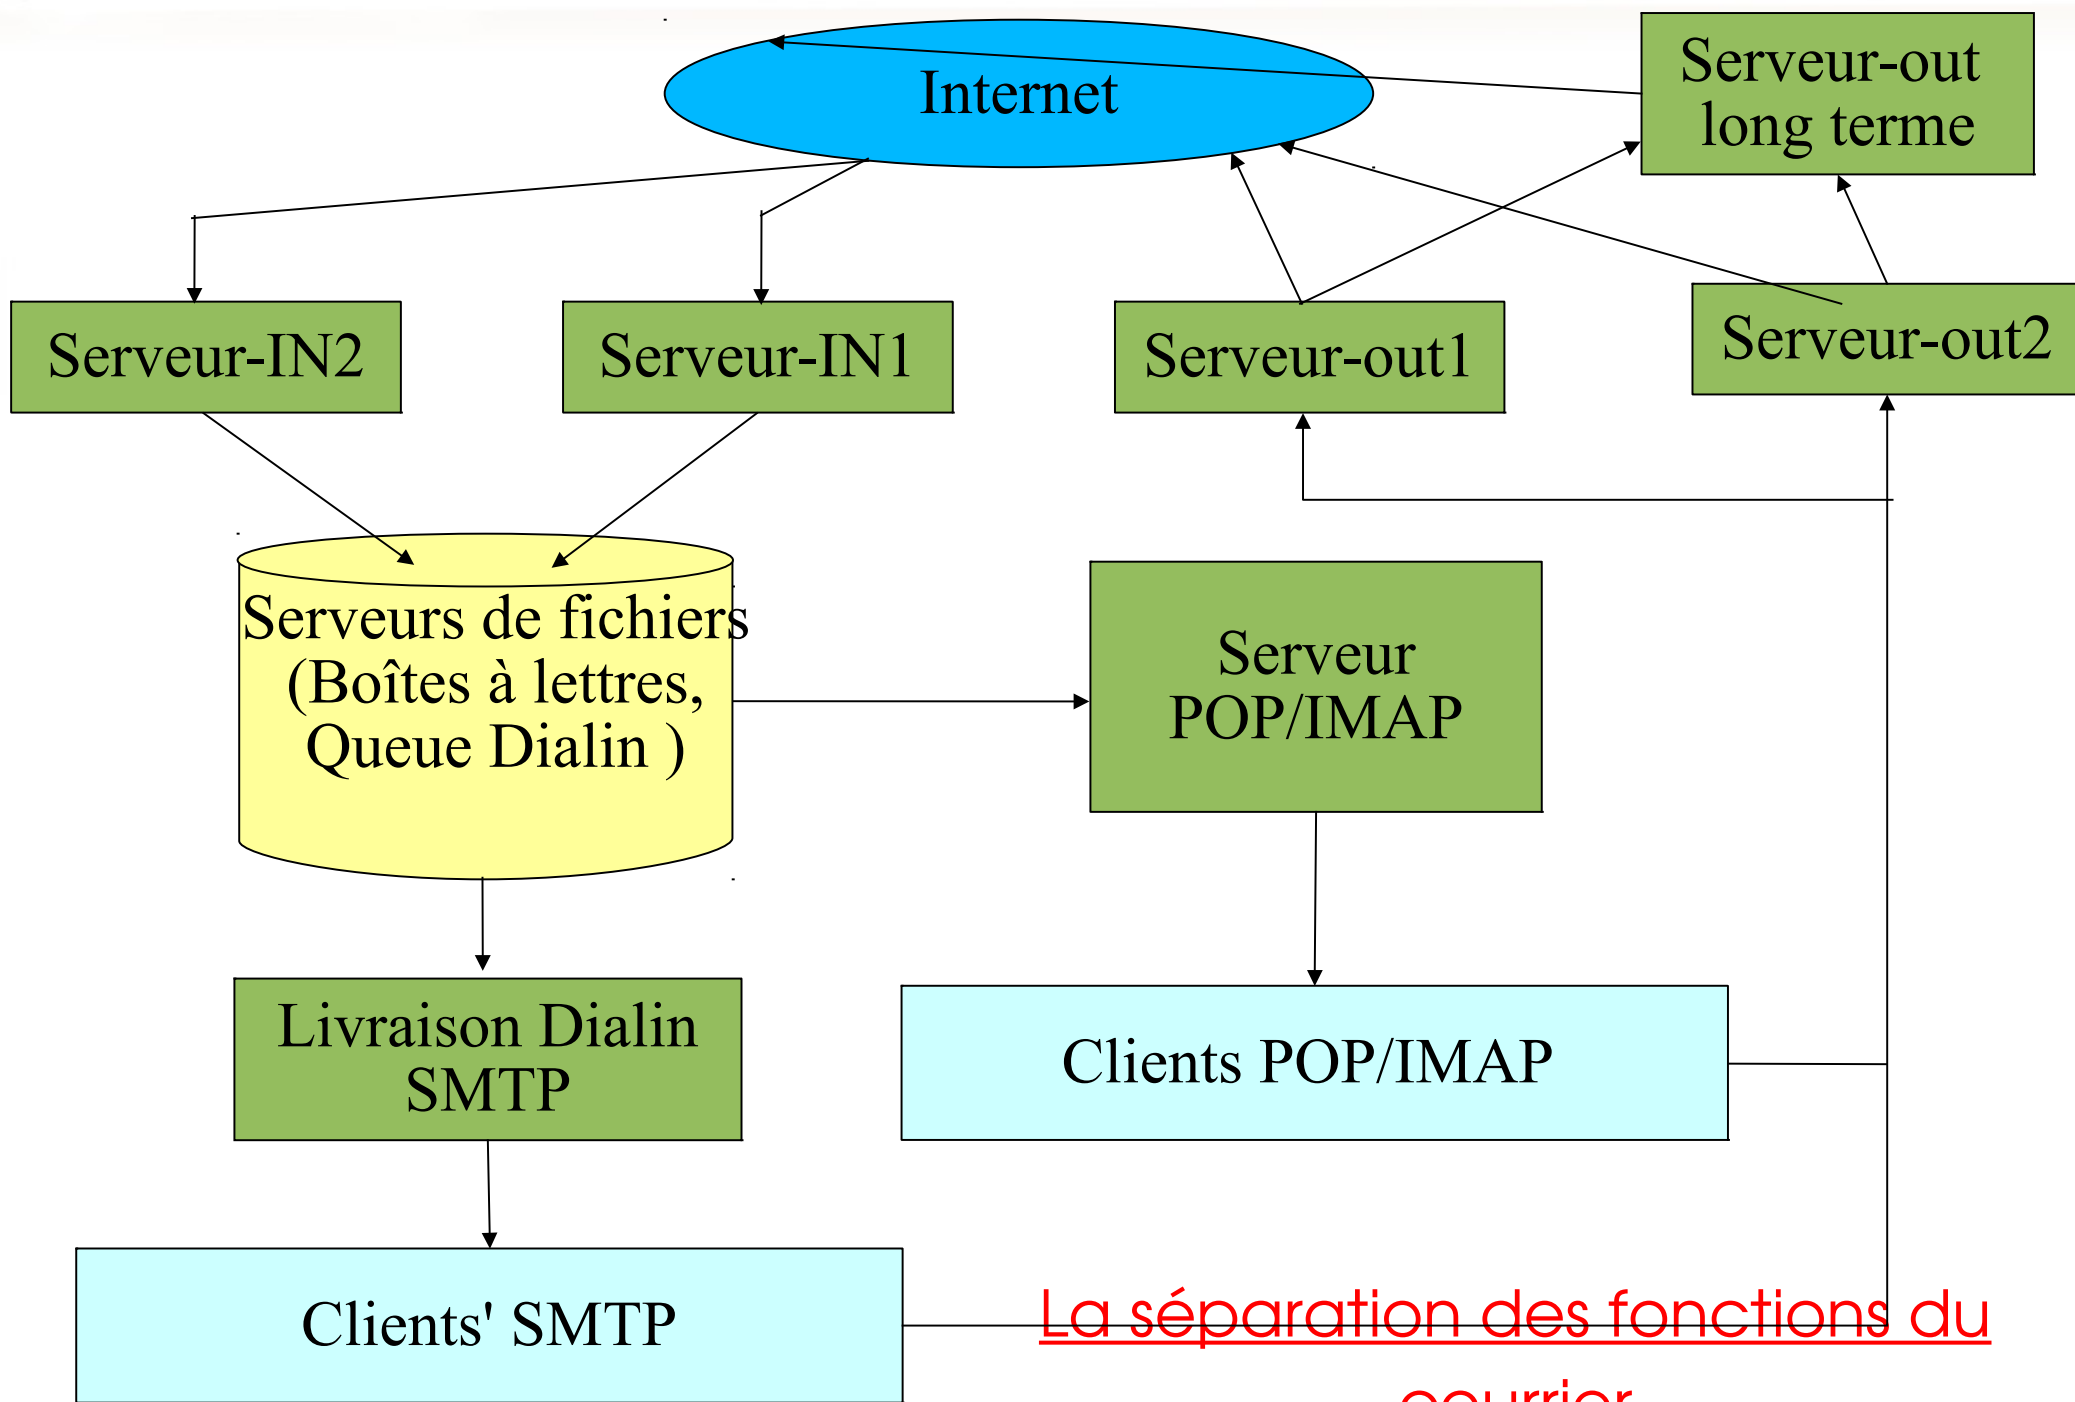 Internet
Serveur-out
long terme
Serveur-IN2
Serveur-IN1
Serveur-out1
Serveur-out2
Serveurs de fichiers
(Boîtes à lettres,
Queue Dialin )
Serveur
POP/IMAP
Livraison Dialin
SMTP
Clients POP/IMAP
Clients' SMTP
La séparation des fonctions du
courrier